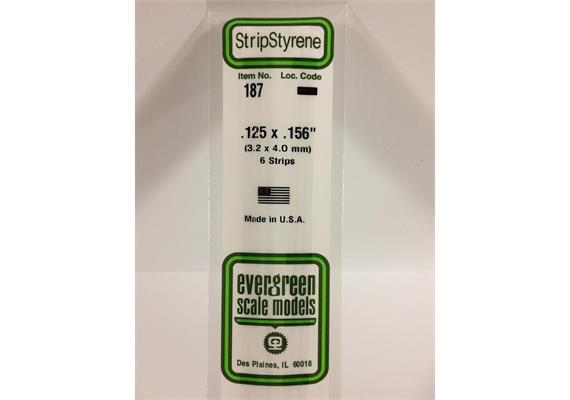 StripStyrene
Item No. Loc. Code
187
.125 x .156"
(3.2 x 4.0 mm)
6 Strips
Made in U.S.A.
evergreen
scale models
Des Plaines, IL 60018